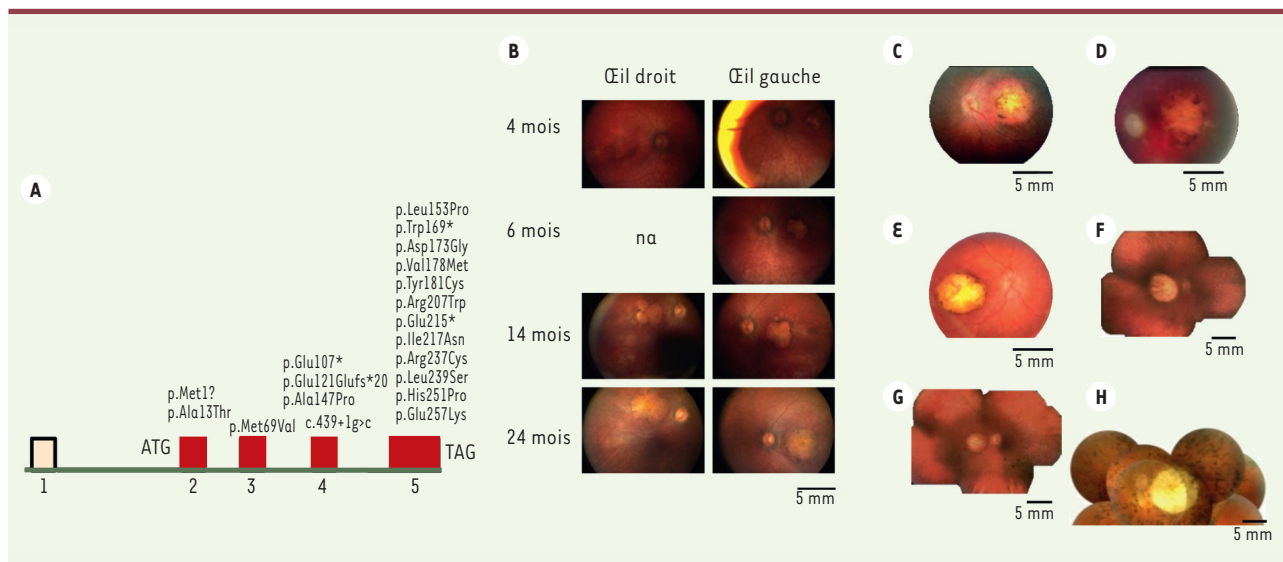 A
p.Leu153Pro
p.Trp169*
p.Asp173Gly
p.Val178Met
p.Tyr181Cys
p.Arg207Trp
p.Glu215*
p.Ile217Asn
p.Arg237Cys
p.Leu239Ser
p.His251Pro
p.Glu257Lys
p.Glu107*
p.Glu121Glufs*20
p.Ala147Pro
c.439+1g>c
p.Met1?
p.Ala13Thr
p.Met69Val
ATG
TAG
1 2 3 4 5
B
Œil droit Œil gauche
4 mois
6 mois
na
14 mois
24 mois
5 mm
C
5 mm
D
5 mm
E
5 mm
F
5 mm
G
5 mm
H
5 mm